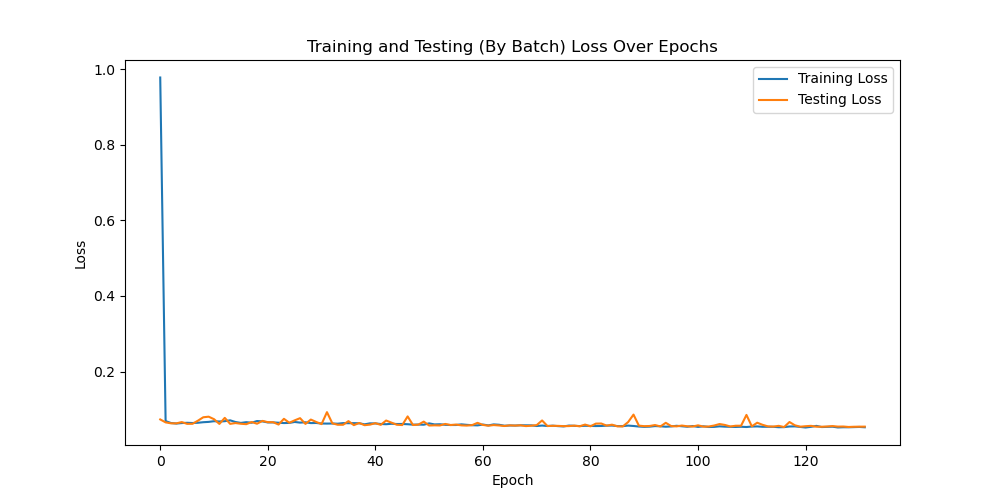 Training and Testing (By Batch) Loss Over Epochs
Training Loss
Testing Loss
1.0
0.8
0.6
0.4
0.2
Loss
0 20 40 60 80 100 120
Epoch